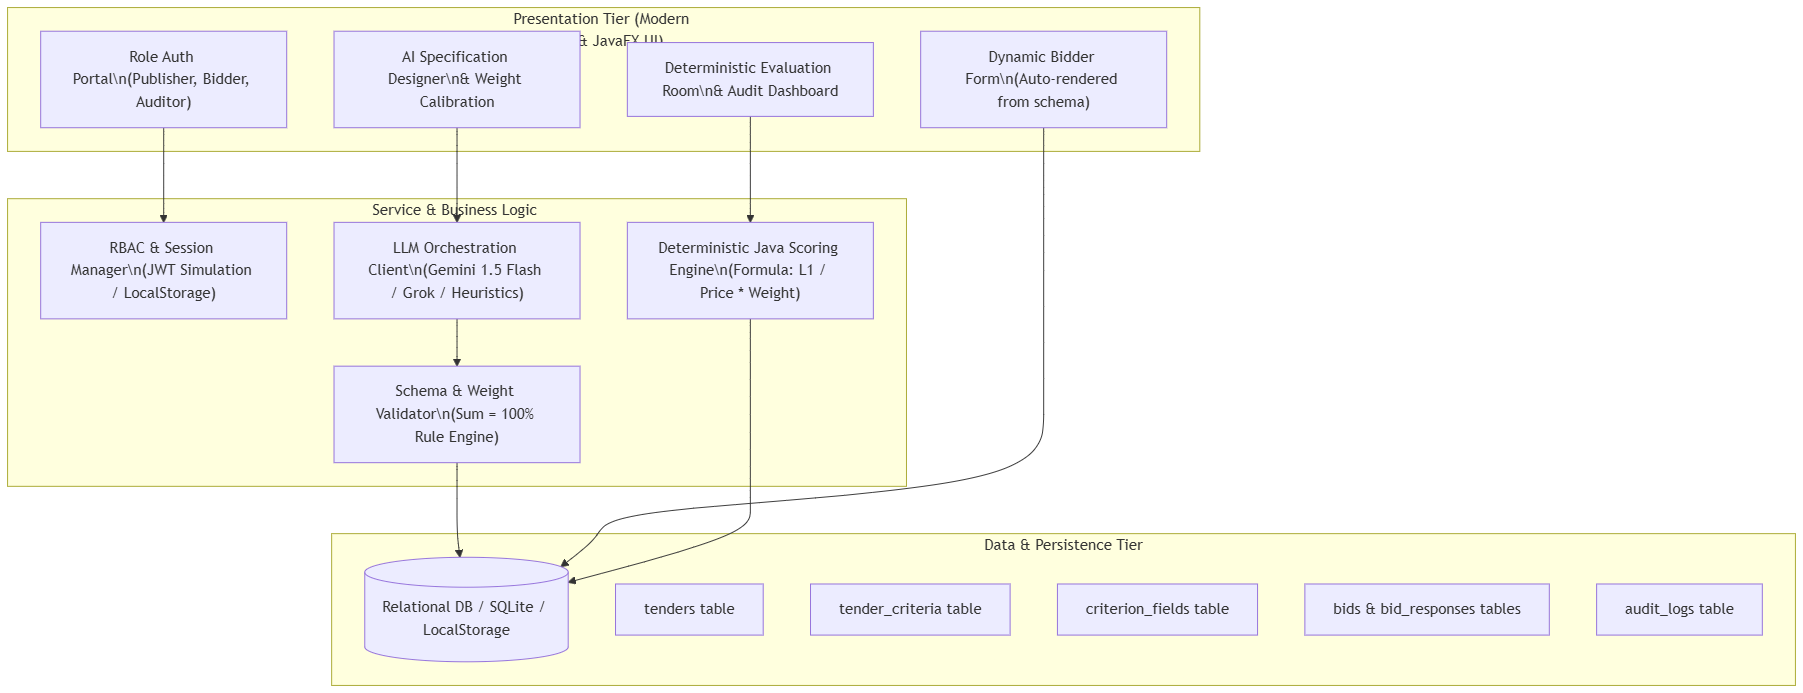 Presentation Tier (Modern
& JavaFX UI)
Role Auth
Portal\n(Publisher, Bidder,
Auditor)
AI Specification
Designer\n& Weight
Calibration
Deterministic Evaluation
Room\n& Audit Dashboard
Dynamic Bidder
Form\n(Auto-rendered
from schema)
Service & Business Logic
RBAC & Session
Manager\n(JWT Simulation
/ LocalStorage)
LLM Orchestration
Client\n(Gemini 1.5 Flash
/ Grok / Heuristics)
Deterministic Java Scoring
Engine\n(Formula: L1 /
Price * Weight)
Schema & Weight
Validator\n(Sum = 100%
Rule Engine)
Data & Persistence Tier
Relational DB / SQLite /
LocalStorage
tenders table
tender_criteria table
criterion_fields table
bids & bid_responses tables
audit_logs table